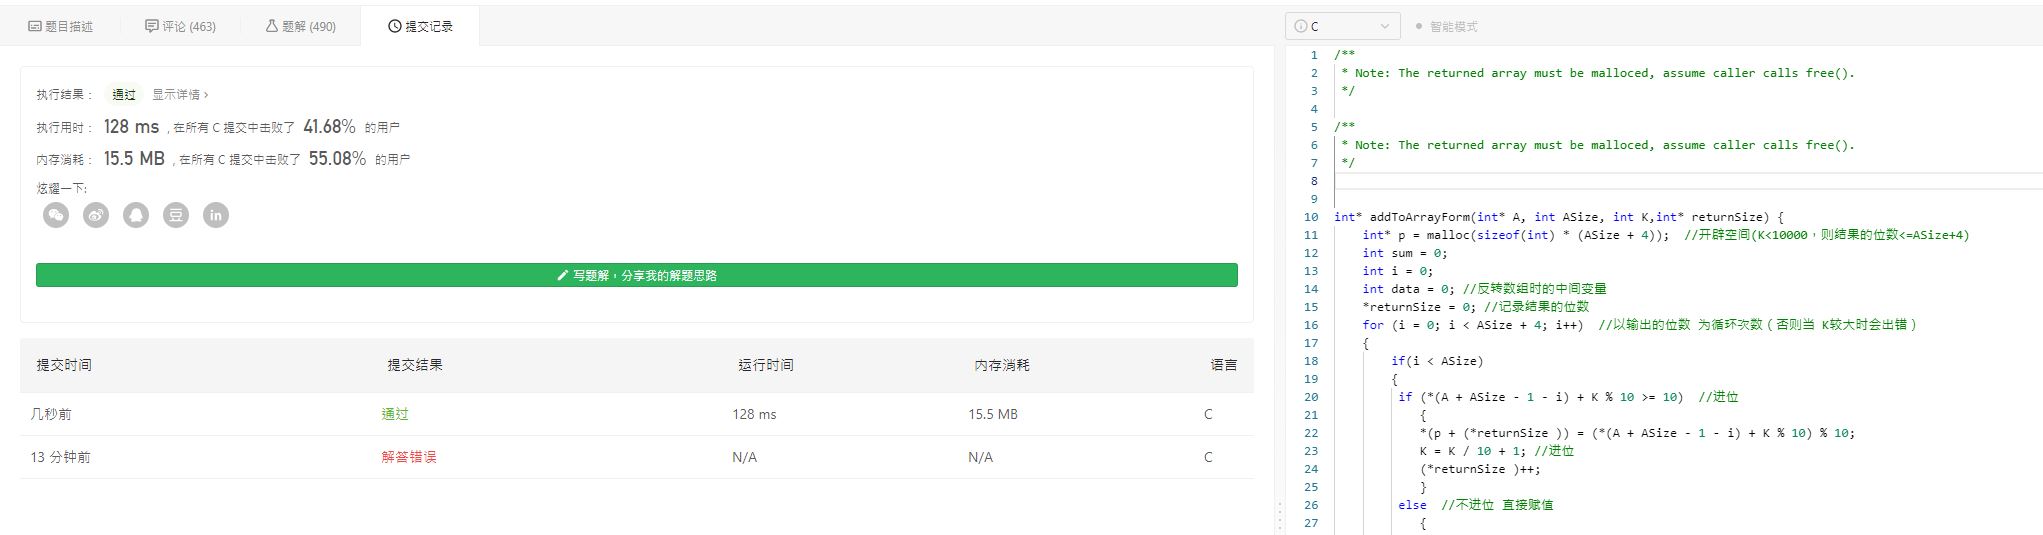 题目描述
评论 (463)
题解 (490)
提交记录
执行结果： 通过 显示详情 ›
执行用时： 128 ms , 在所有 C 提交中击败了 41.68% 的用户
内存消耗： 15.5 MB , 在所有 C 提交中击败了 55.08% 的用户
炫耀一下:
in
写题解，分享我的解题思路
提交时间 提交结果 运行时间 内存消耗 语言
几秒前 通过 128 ms 15.5 MB C
13 分钟前 解答错误 N/A N/A C
C
智能模式
1 /**
2 * Note: The returned array must be malloced, assume caller calls free().
3 */
4
5 /**
6 * Note: The returned array must be malloced, assume caller calls free().
7 */
8
9
10 int* addToArrayForm(int* A, int ASize, int K,int* returnSize) {
11 int* p = malloc(sizeof(int) * (ASize + 4)); //开辟空间(K<10000，则结果的位数<=ASize+4)
12 int sum = 0;
13 int i = 0;
14 int data = 0; //反转数组时的中间变量
15 *returnSize = 0; //记录结果的位数
16 for (i = 0; i < ASize + 4; i++) //以输出的位数 为循环次数（否则当 K较大时会出错）
17 {
18 if(i < ASize)
19 {
20 if (*(A + ASize - 1 - i) + K % 10 >= 10) //进位
21 {
22 *(p + (*returnSize )) = (*(A + ASize - 1 - i) + K % 10) % 10;
23 K = K / 10 + 1; //进位
24 (*returnSize )++;
25 }
26 else //不进位 直接赋值
27 {